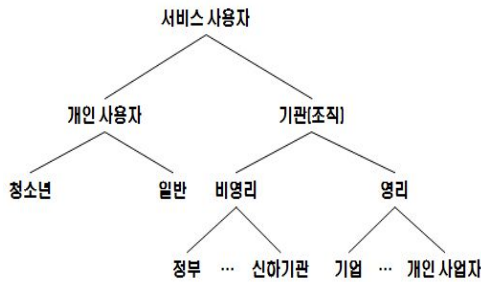 서비스 사용자
개인 사용자 기관(조직)
청소년 일반 비영리 영리
정부 ... 신하기관 기업 ... 개인 사업자